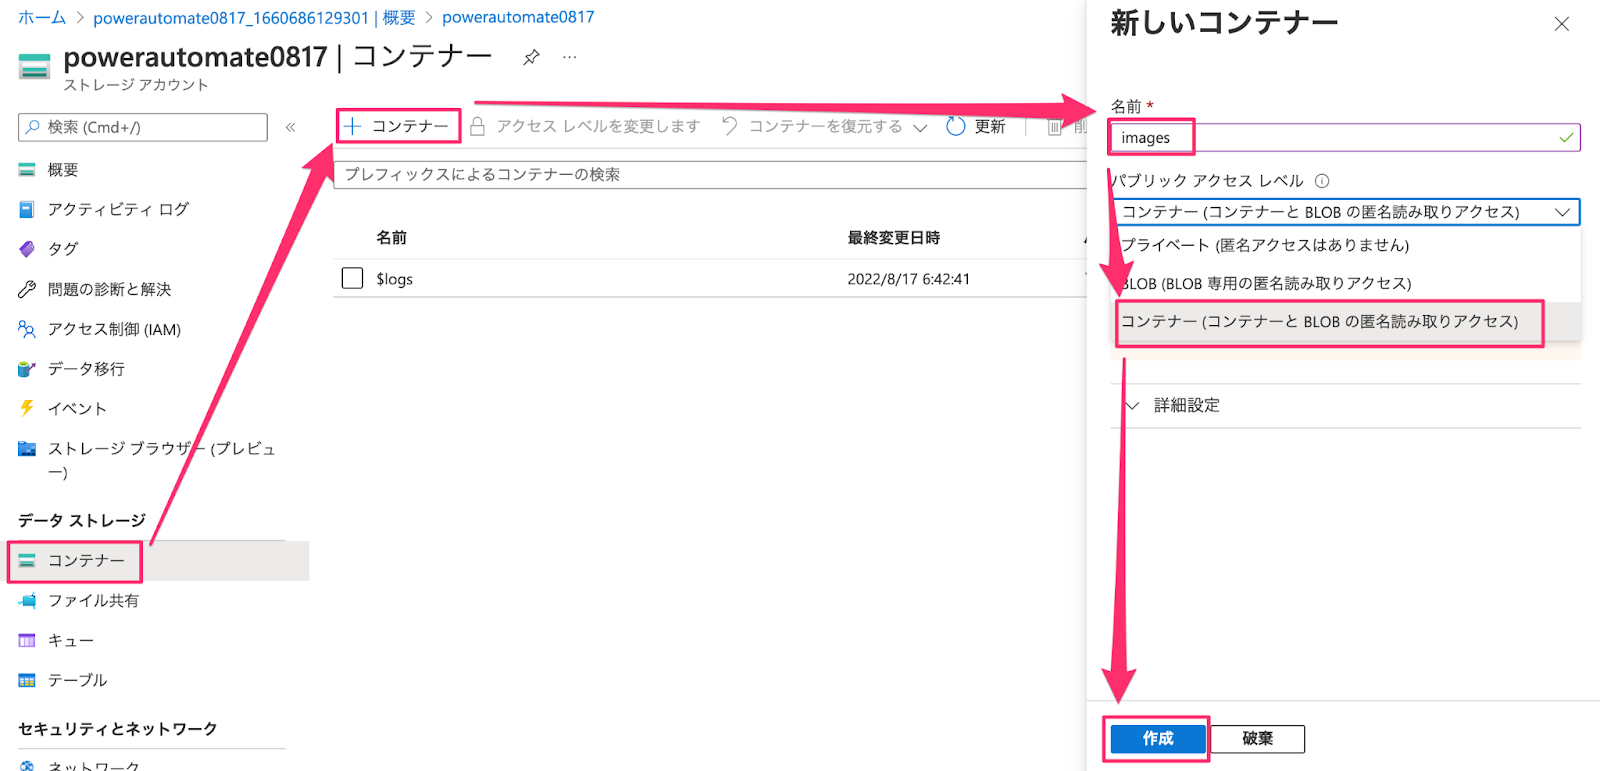 ホーム > powerautomate0817_1660686129301 | 概要 > powerautomate0817
powerautomate0817 | コンテナー
ストレージ アカウント
検索 (Cmd+/)
概要
アクティビティ ログ
タグ
問題の診断と解決
アクセス制御 (IAM)
データ移行
イベント
ストレージ ブラウザー (プレビュ
ー)
データ ストレージ
コンテナー
ファイル共有
キュー
テーブル
セキュリティとネットワーク
ネットワーク
+ コンテナー アクセス レベルを変更します コンテナーを復元する 更新 削
プレフィックスによるコンテナーの検索
名前 最終変更日時
$logs 2022/8/17 6:42:41
新しいコンテナー
名前 *
images
パブリック アクセス レベル
コンテナー (コンテナーと BLOB の匿名読み取りアクセス)
プライベート (匿名アクセスはありません)
BLOB (BLOB 専用の匿名読み取りアクセス)
コンテナー (コンテナーと BLOB の匿名読み取りアクセス)
詳細設定
作成 破棄